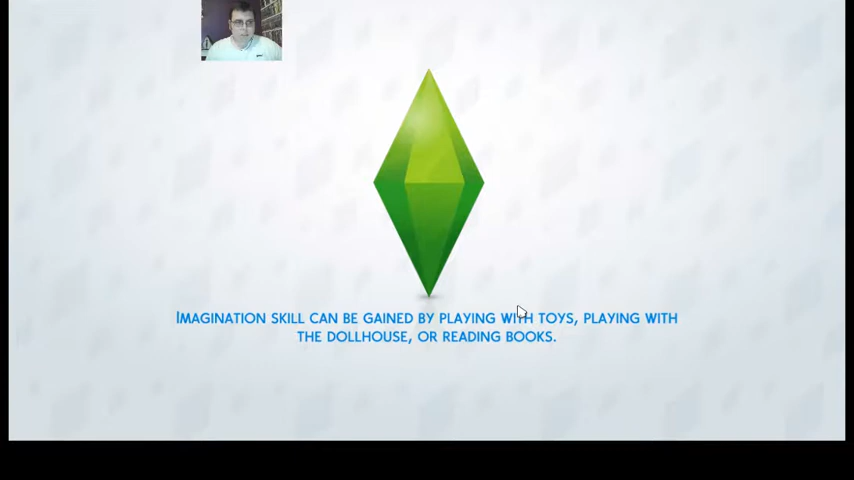 Imagination skill can be gained by playing with toys, playing with
the dollhouse, or reading books.